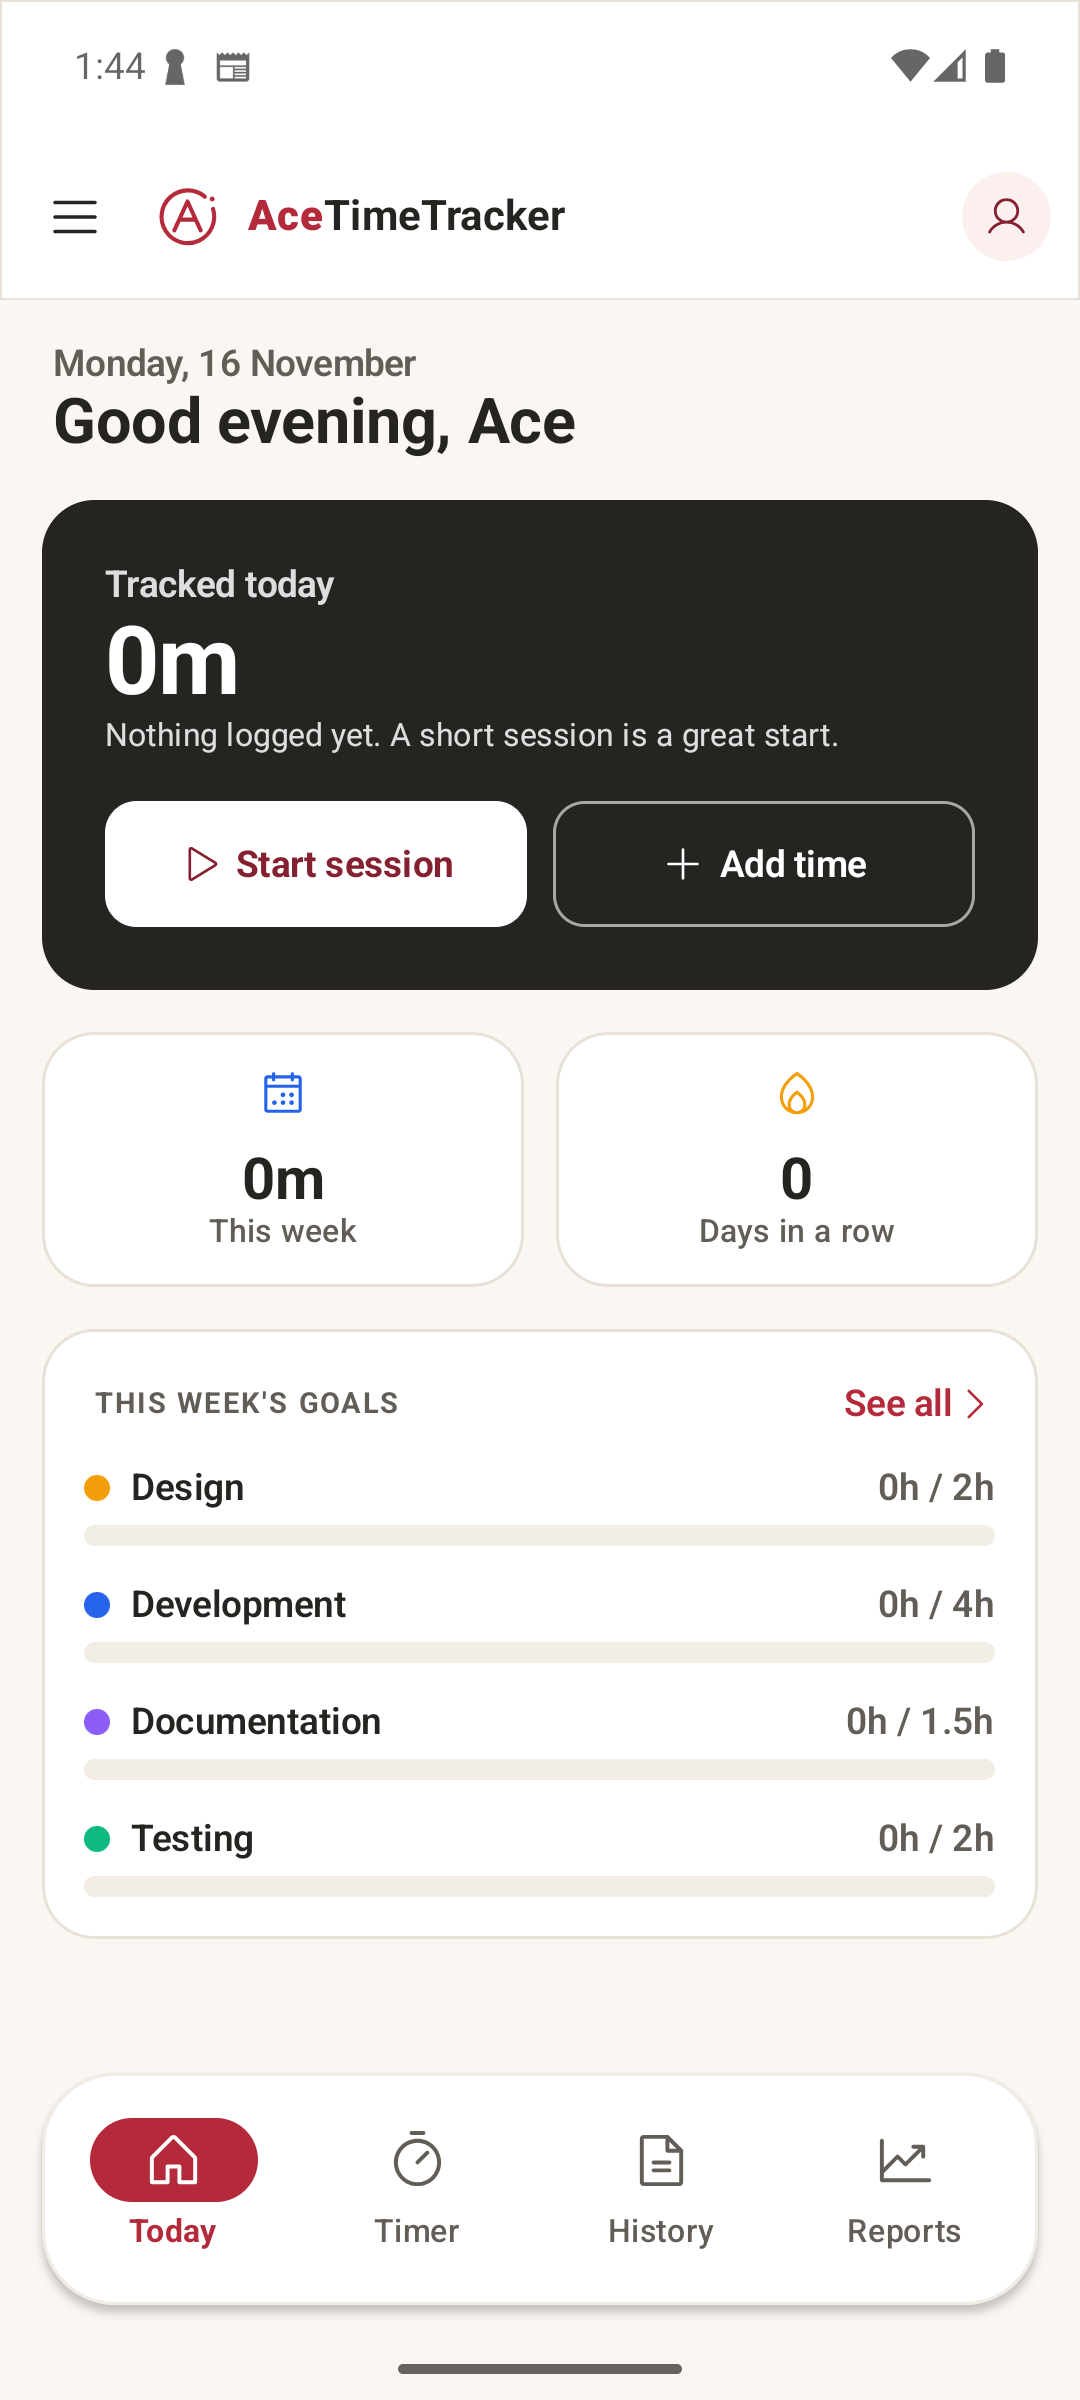 1:44
AceTimeTracker
Monday, 16 November
Good evening, Ace
Tracked today
0m
Nothing logged yet. A short session is a great start.
Start session
Add time
0m
This week
0
Days in a row
THIS WEEK'S GOALS
See all
Design
0h / 2h
Development
0h / 4h
Documentation
0h / 1.5h
Testing
0h / 2h
Today
Timer
History
Reports